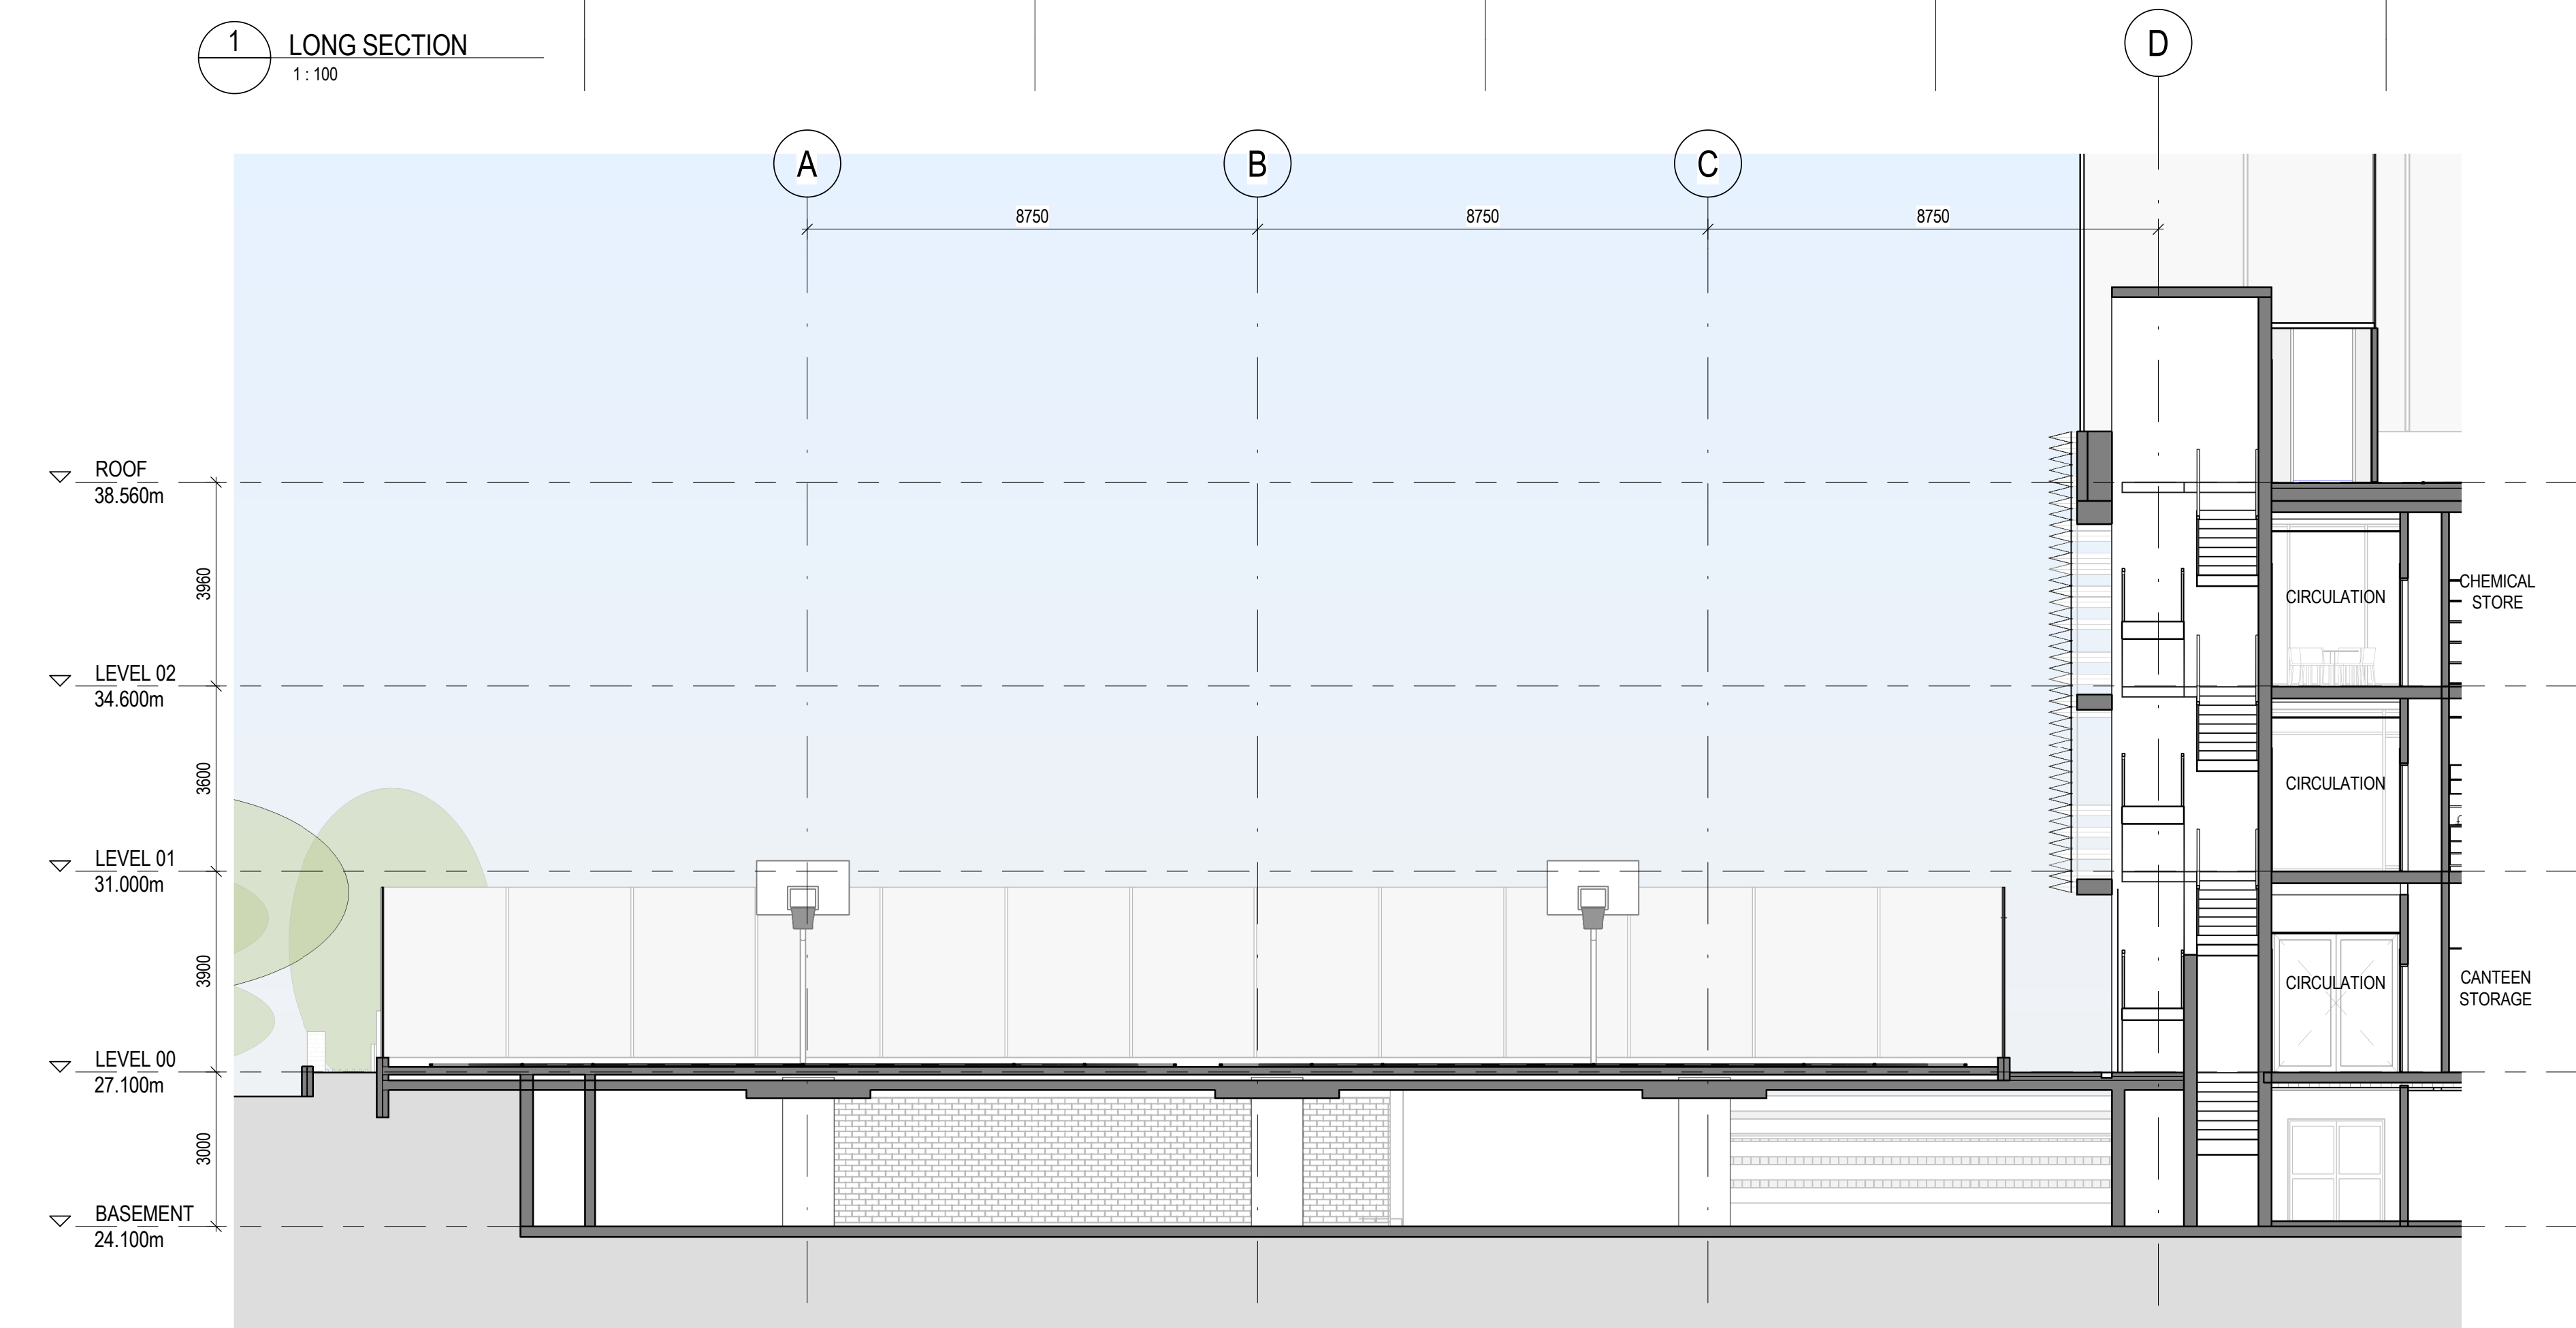 1 LONG SECTION
1 : 100
D
A B C
8750 8750 8750
ROOF
38.560m
3960
CHEMICAL
STORE
CIRCULATION
LEVEL 02
34.600m
3600
CIRCULATION
LEVEL 01
31.000m
3900
CIRCULATION
CANTEEN
STORAGE
LEVEL 00
27.100m
3000
BASEMENT
24.100m